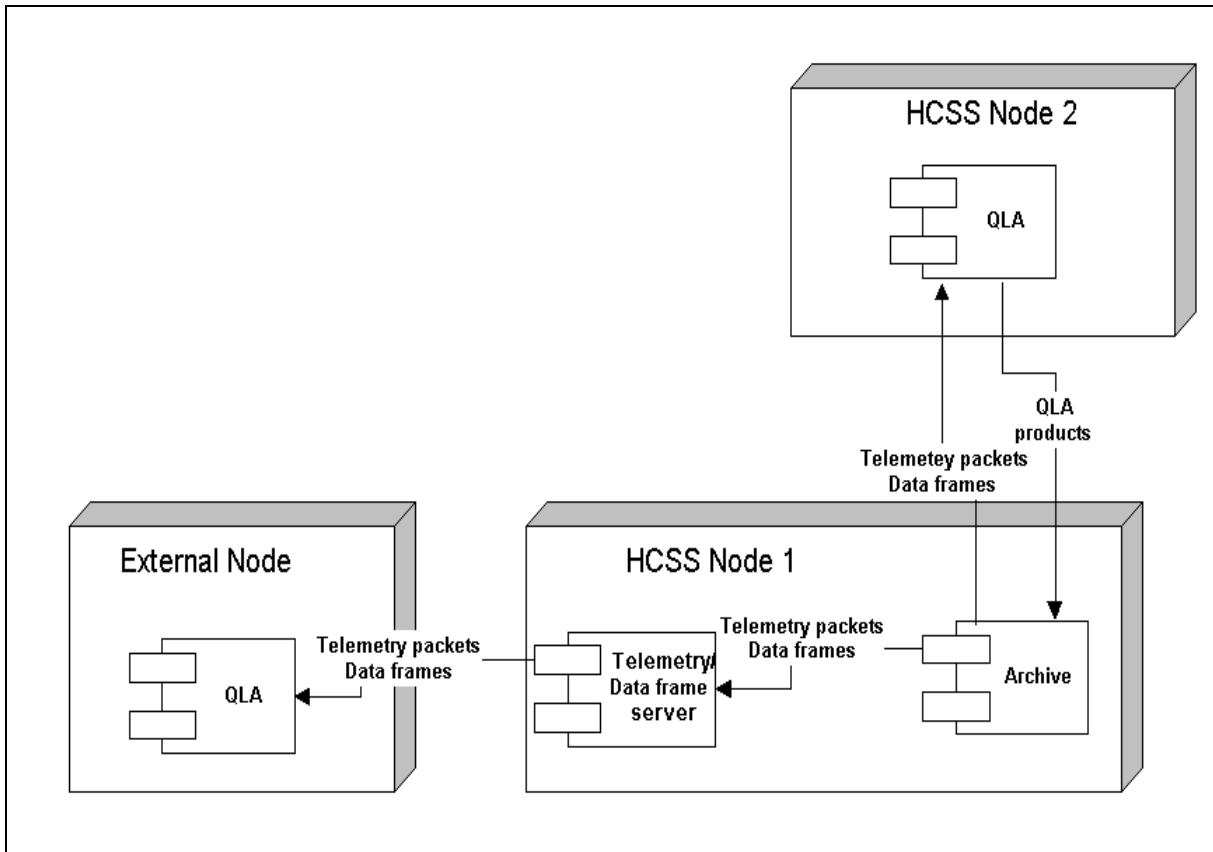 HCSS Node 2
QLA
QLA
products
Telemetey packets
Data frames
External Node
HCSS Node 1
Telemetry packets
Data frames
QLA
Telemetry/
Data frame
server
Telemetry packets
Data frames
Archive